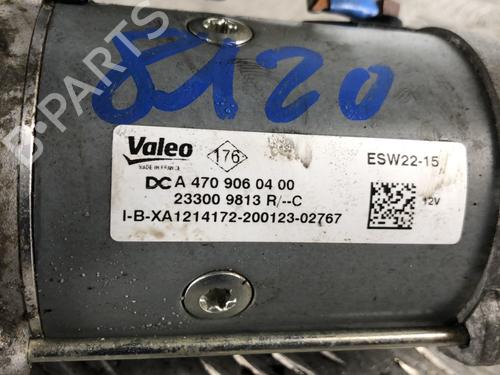 8120
Valeo
MADE IN FRANCE
176
ESW22-15
DC A 470 906 04 00
23300 9813 R/--C
12V
I-B-XA1214172-200123-02767